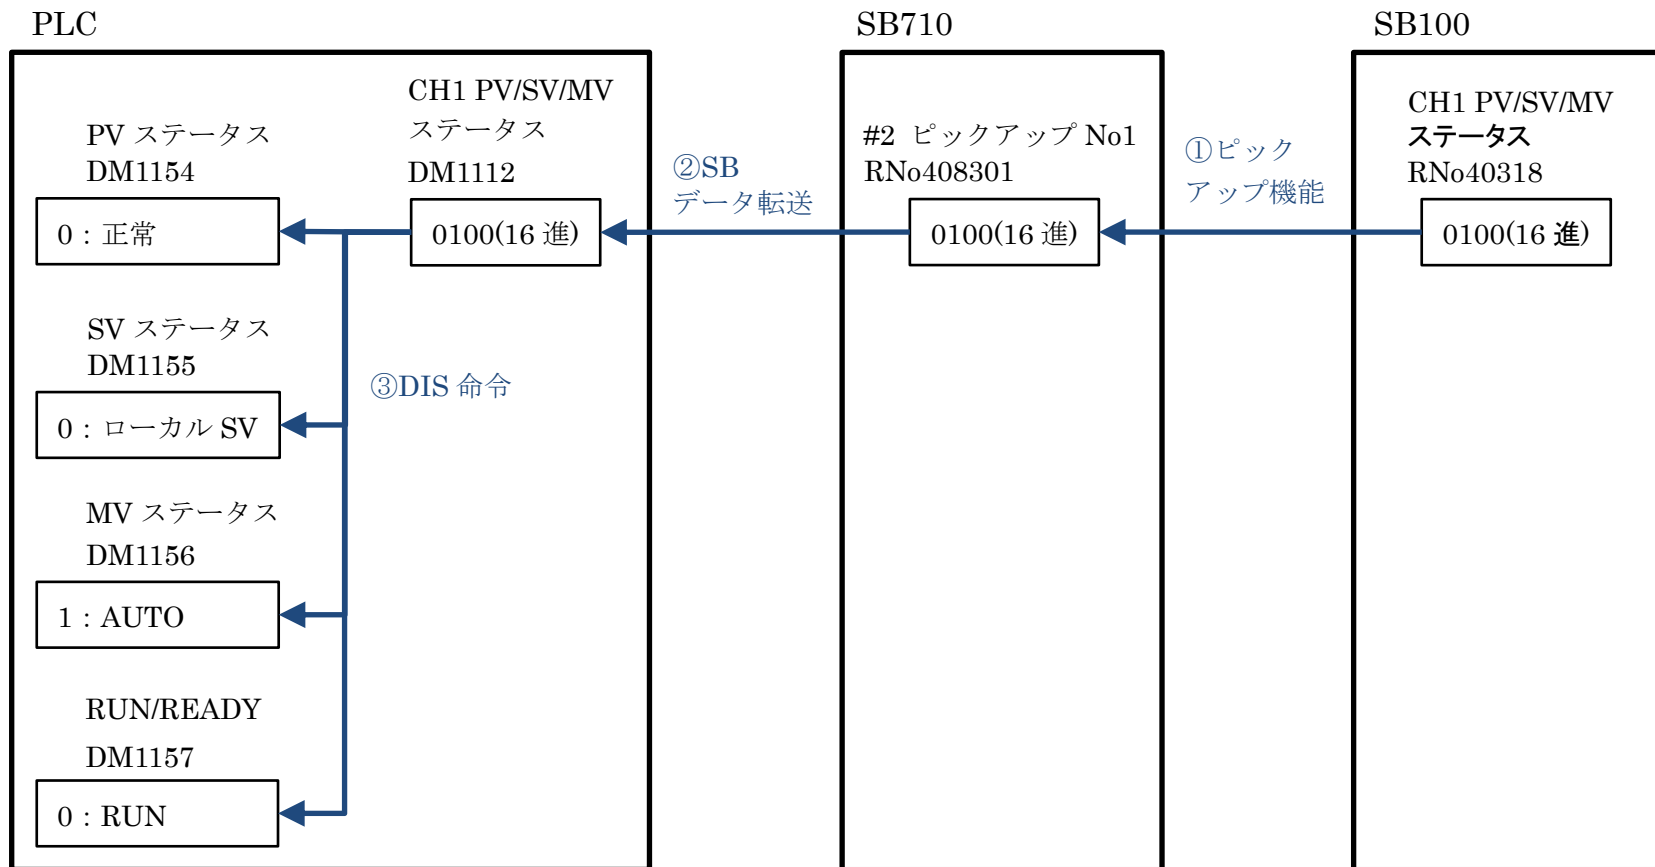 PLC
SB710
SB100
CH1 PV/SV/MV
ステータス
DM1112
0100(16 進)
PV ステータス
DM1154
0 : 正常
SV ステータス
DM1155
0 : ローカル SV
MV ステータス
DM1156
1 : AUTO
RUN/READY
DM1157
0 : RUN
③DIS 命令
②SB
データ転送
#2 ピックアップ No1
RNo408301
0100(16 進)
①ピック
アップ機能
CH1 PV/SV/MV
ステータス
RNo40318
0100(16 進)